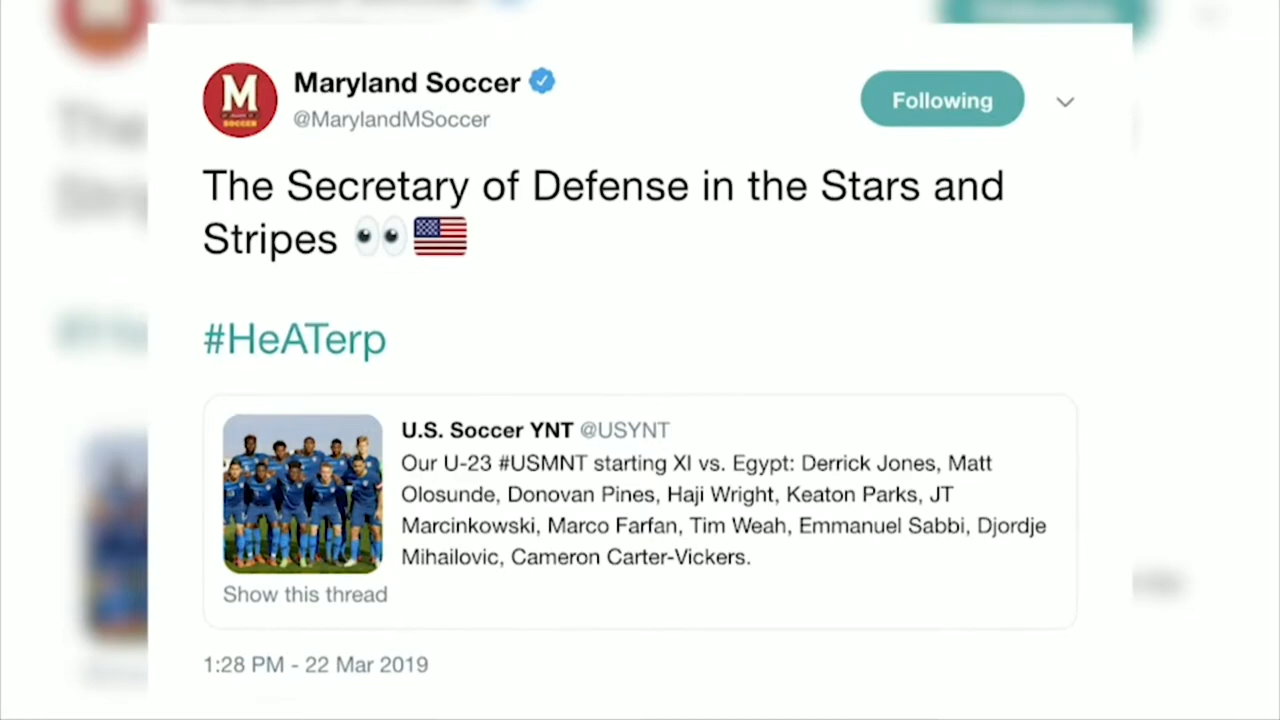 M
SOCCER
Maryland Soccer
@MarylandMSoccer
Following
The Secretary of Defense in the Stars and
Stripes 👀🇺🇸
#HeATerp
U.S. Soccer YNT @USYNT
Our U-23 #USMNT starting XI vs. Egypt: Derrick Jones, Matt
Olosunde, Donovan Pines, Haji Wright, Keaton Parks, JT
Marcinkowski, Marco Farfan, Tim Weah, Emmanuel Sabbi, Djordje
Mihailovic, Cameron Carter-Vickers.
Show this thread
1:28 PM - 22 Mar 2019